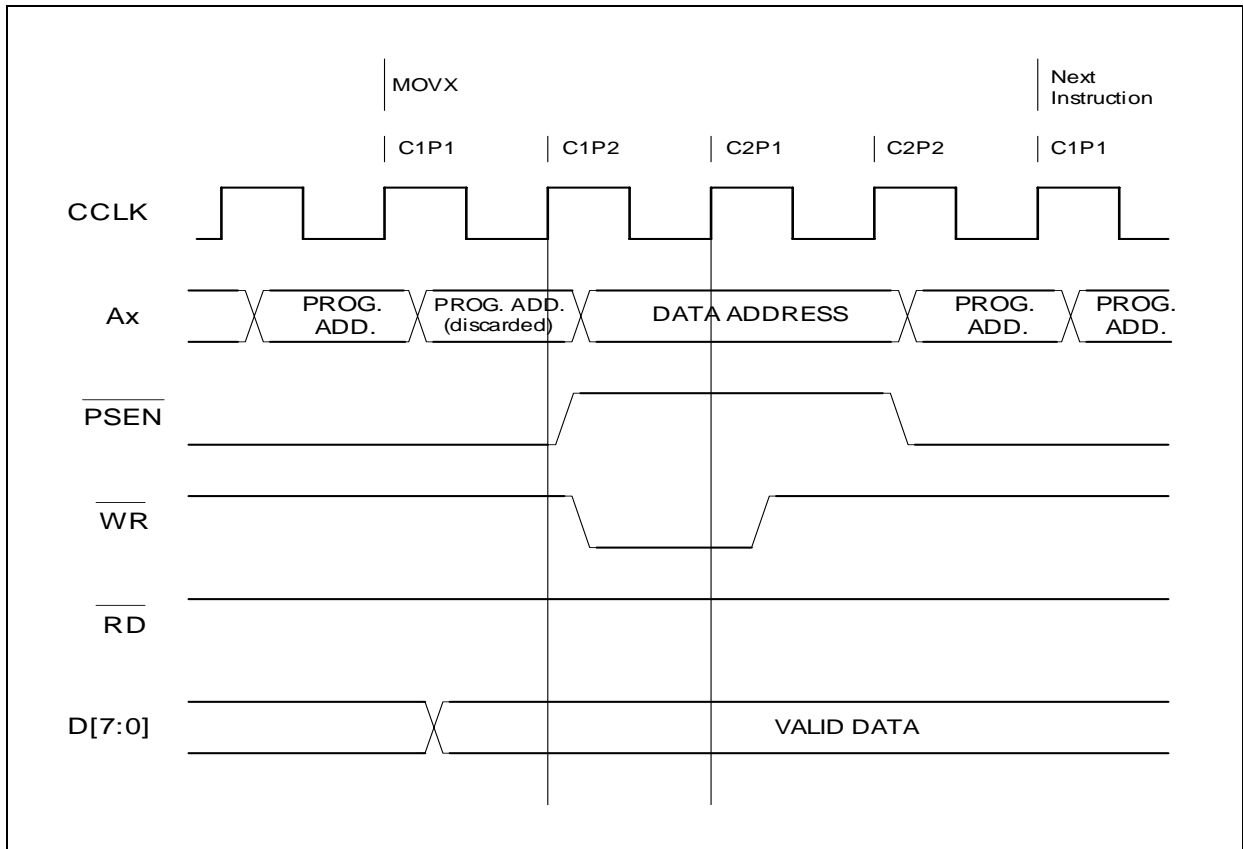 MOVX
Next
Instruction
C1P1
C1P2
C2P1
C2P2
C1P1
CCLK
Ax
PROG.
ADD.
PROG. ADD.
(discarded)
DATA ADDRESS
PROG.
ADD.
PROG.
ADD.
PSEN
WR
RD
D[7:0]
VALID DATA